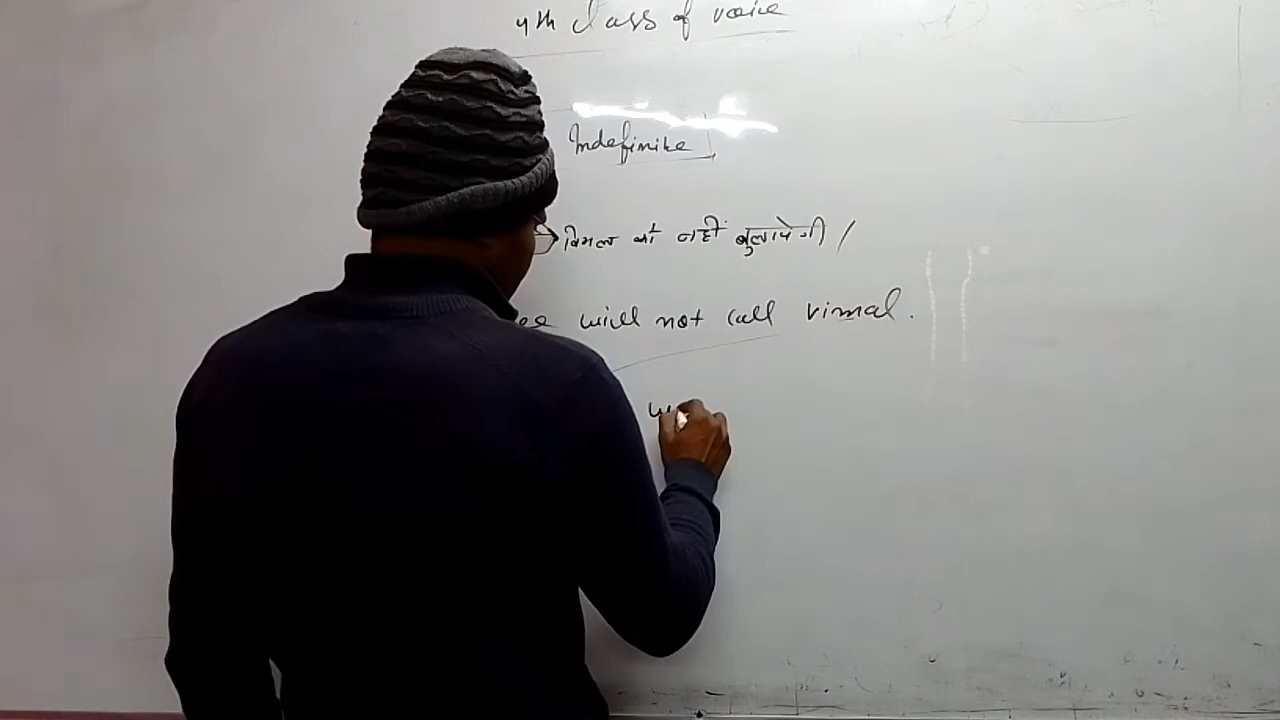 4th class of voice
Indefinite
विमल को नहीं बुलायेगी /
will not call vimal.